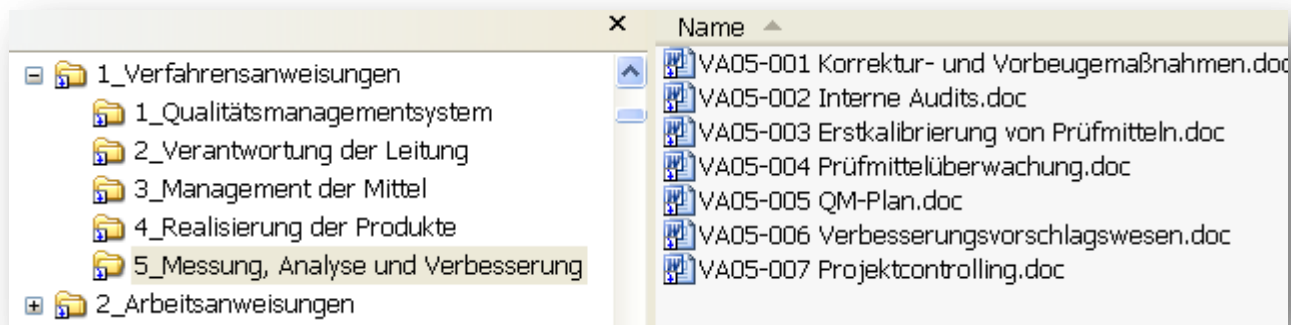 1_Verfahrensanweisungen
1_Qualitätsmanagementsystem
2_Verantwortung der Leitung
3_Management der Mittel
4_Realisierung der Produkte
5_Messung, Analyse und Verbesserung
2_Arbeitsanweisungen
Name
VA05-001 Korrektur- und Vorbeugemaßnahmen.doc
VA05-002 Interne Audits.doc
VA05-003 Erstkalibrierung von Prüfmitteln.doc
VA05-004 Prüfmittelüberwachung.doc
VA05-005 QM-Plan.doc
VA05-006 Verbesserungsvorschlagswesen.doc
VA05-007 Projektcontrolling.doc